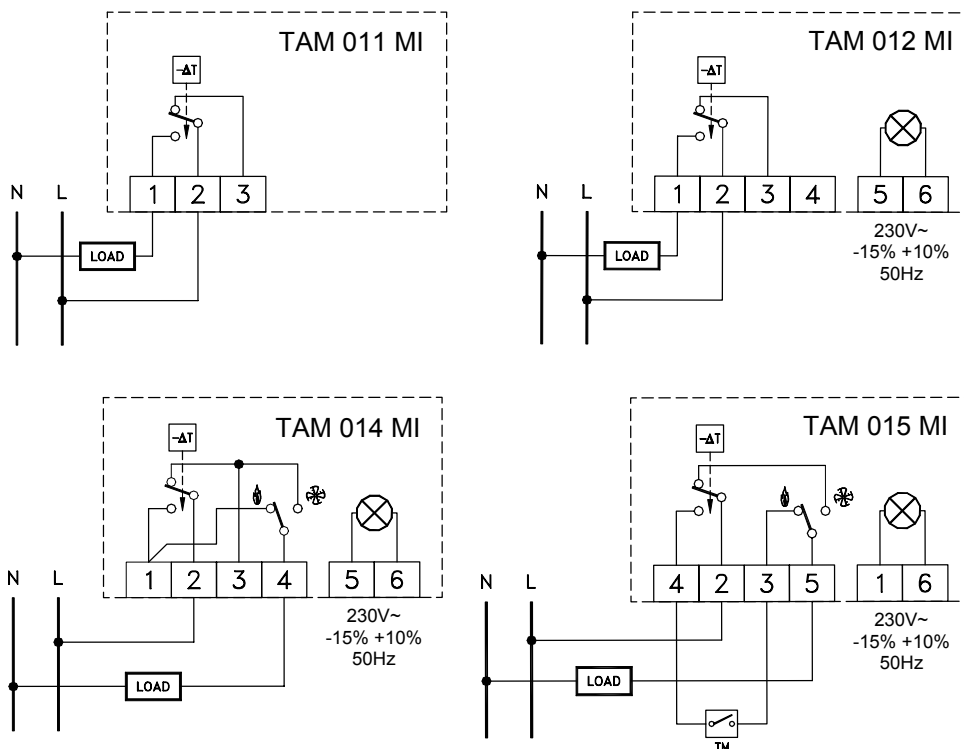 TAM 011 MI
-ΔT
1 2 3
N L
LOAD
TAM 012 MI
-ΔT
1 2 3 4 5 6
N L
230V~
-15% +10%
50Hz
LOAD
TAM 014 MI
-ΔT
1 2 3 4 5 6
N L
230V~
-15% +10%
50Hz
LOAD
TAM 015 MI
-ΔT
4 2 3 5 1 6
N L
230V~
-15% +10%
50Hz
LOAD
TM